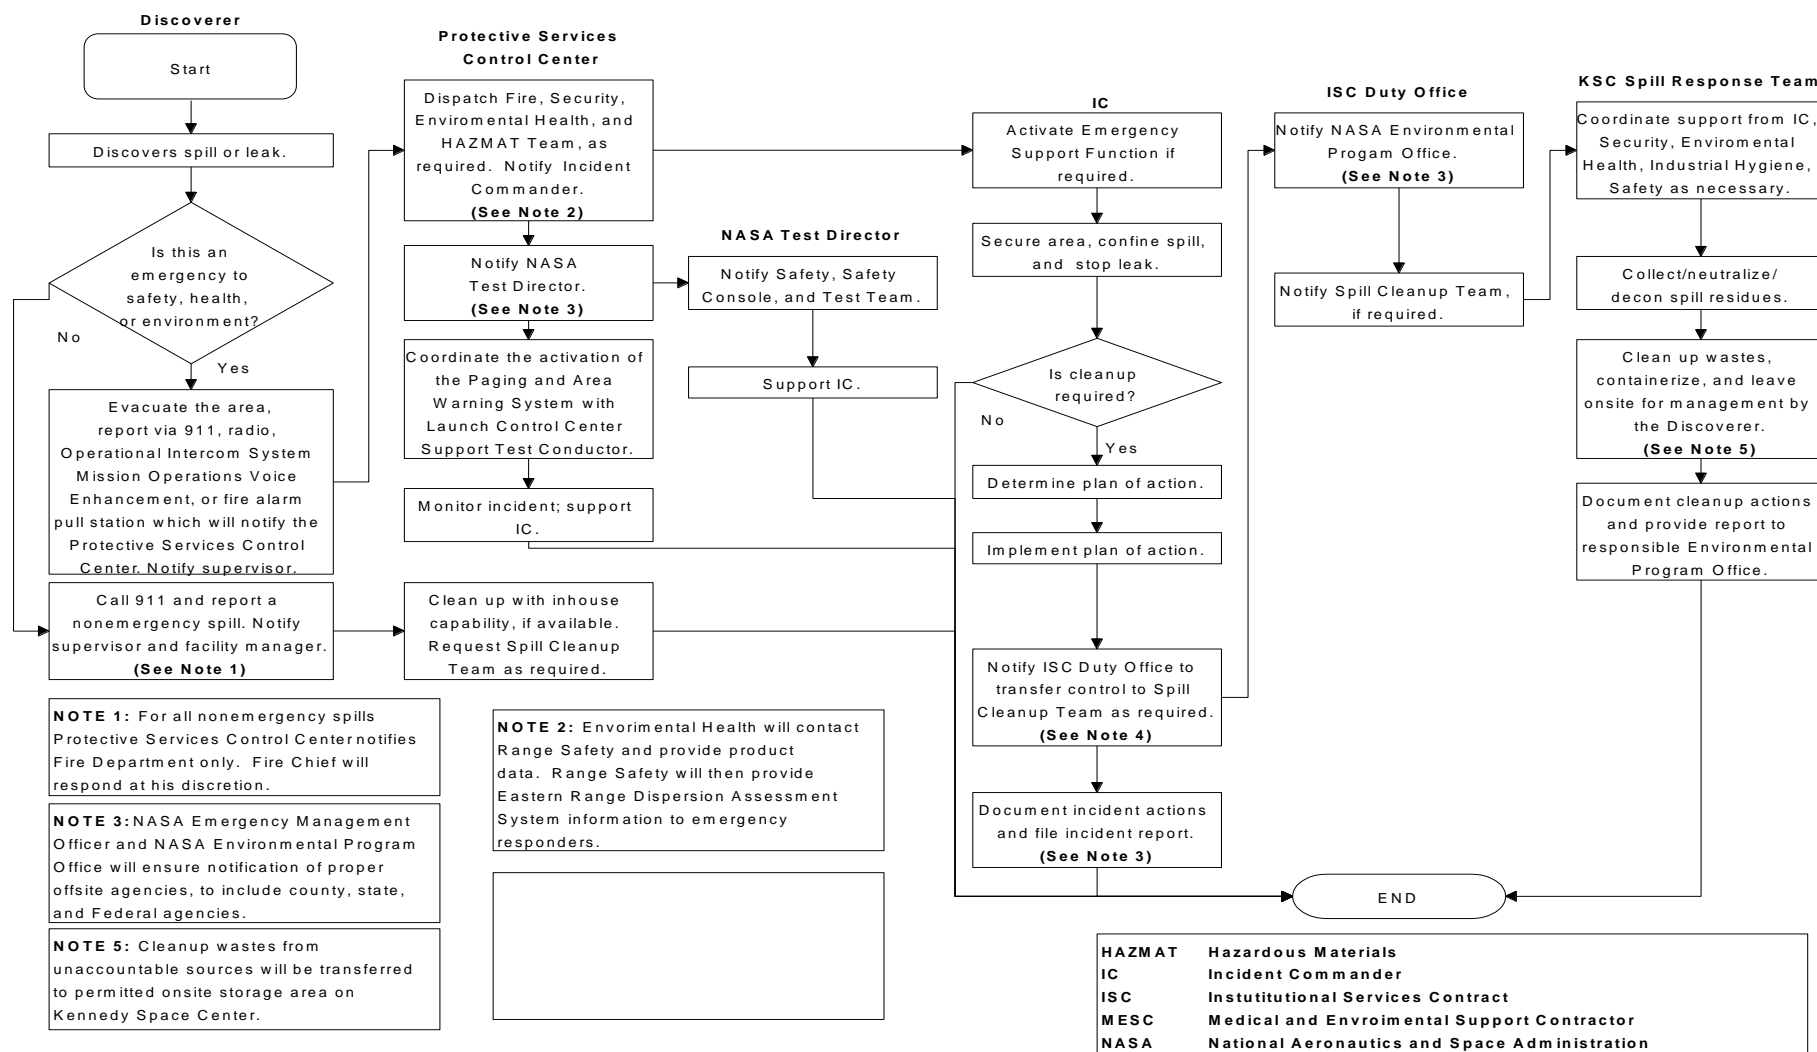 Discoverer
Start
Discovers spill or leak.
Is this an
emergency to
safety, health,
or environment?
No
Yes
Evacuate the area,
report via 911, radio,
Operational Intercom System
Mission Operations Voice
Enhancement, or fire alarm
pull station which will notify the
Protective Services Control
Center. Notify supervisor.
Call 911 and report a
nonemergency spill. Notify
supervisor and facility manager.
(See Note 1)
Protective Services
Control Center
Dispatch Fire, Security,
Enviromental Health, and
HAZMAT Team, as
required. Notify Incident
Commander.
(See Note 2)
Notify NASA
Test Director.
(See Note 3)
Coordinate the activation of
the Paging and Area
Warning System with
Launch Control Center
Support Test Conductor.
Monitor incident; support
IC.
Clean up with inhouse
capability, if available.
Request Spill Cleanup
Team as required.
NASA Test Director
Notify Safety, Safety
Console, and Test Team.
Support IC.
IC
Activate Emergency
Support Function if
required.
Secure area, confine spill,
and stop leak.
Is cleanup
required?
No
Yes
Determine plan of action.
Implement plan of action.
Notify ISC Duty Office to
transfer control to Spill
Cleanup Team as required.
(See Note 4)
Document incident actions
and file incident report.
(See Note 3)
ISC Duty Office
Notify NASA Environmental
Progam Office.
(See Note 3)
Notify Spill Cleanup Team,
if required.
KSC Spill Response Team
Coordinate support from IC,
Security, Enviromental
Health, Industrial Hygiene,
Safety as necessary.
Collect/neutralize/
decon spill residues.
Clean up wastes,
containerize, and leave
onsite for management by
the Discoverer.
(See Note 5)
Document cleanup actions
and provide report to
responsible Environmental
Program Office.
END
NOTE 1: For all nonemergency spills
Protective Services Control Center notifies
Fire Department only. Fire Chief will
respond at his discretion.
NOTE 2: Envorimental Health will contact
Range Safety and provide product
data. Range Safety will then provide
Eastern Range Dispersion Assessment
System information to emergency
responders.
NOTE 3:NASA Emergency Management
Officer and NASA Environmental Program
Office will ensure notification of proper
offsite agencies, to include county, state,
and Federal agencies.
NOTE 5: Cleanup wastes from
unaccountable sources will be transferred
to permitted onsite storage area on
Kennedy Space Center.
HAZMAT Hazardous Materials
IC Incident Commander
ISC Instutitutional Services Contract
MESC Medical and Envroimental Support Contractor
NASA National Aeronautics and Space Administration